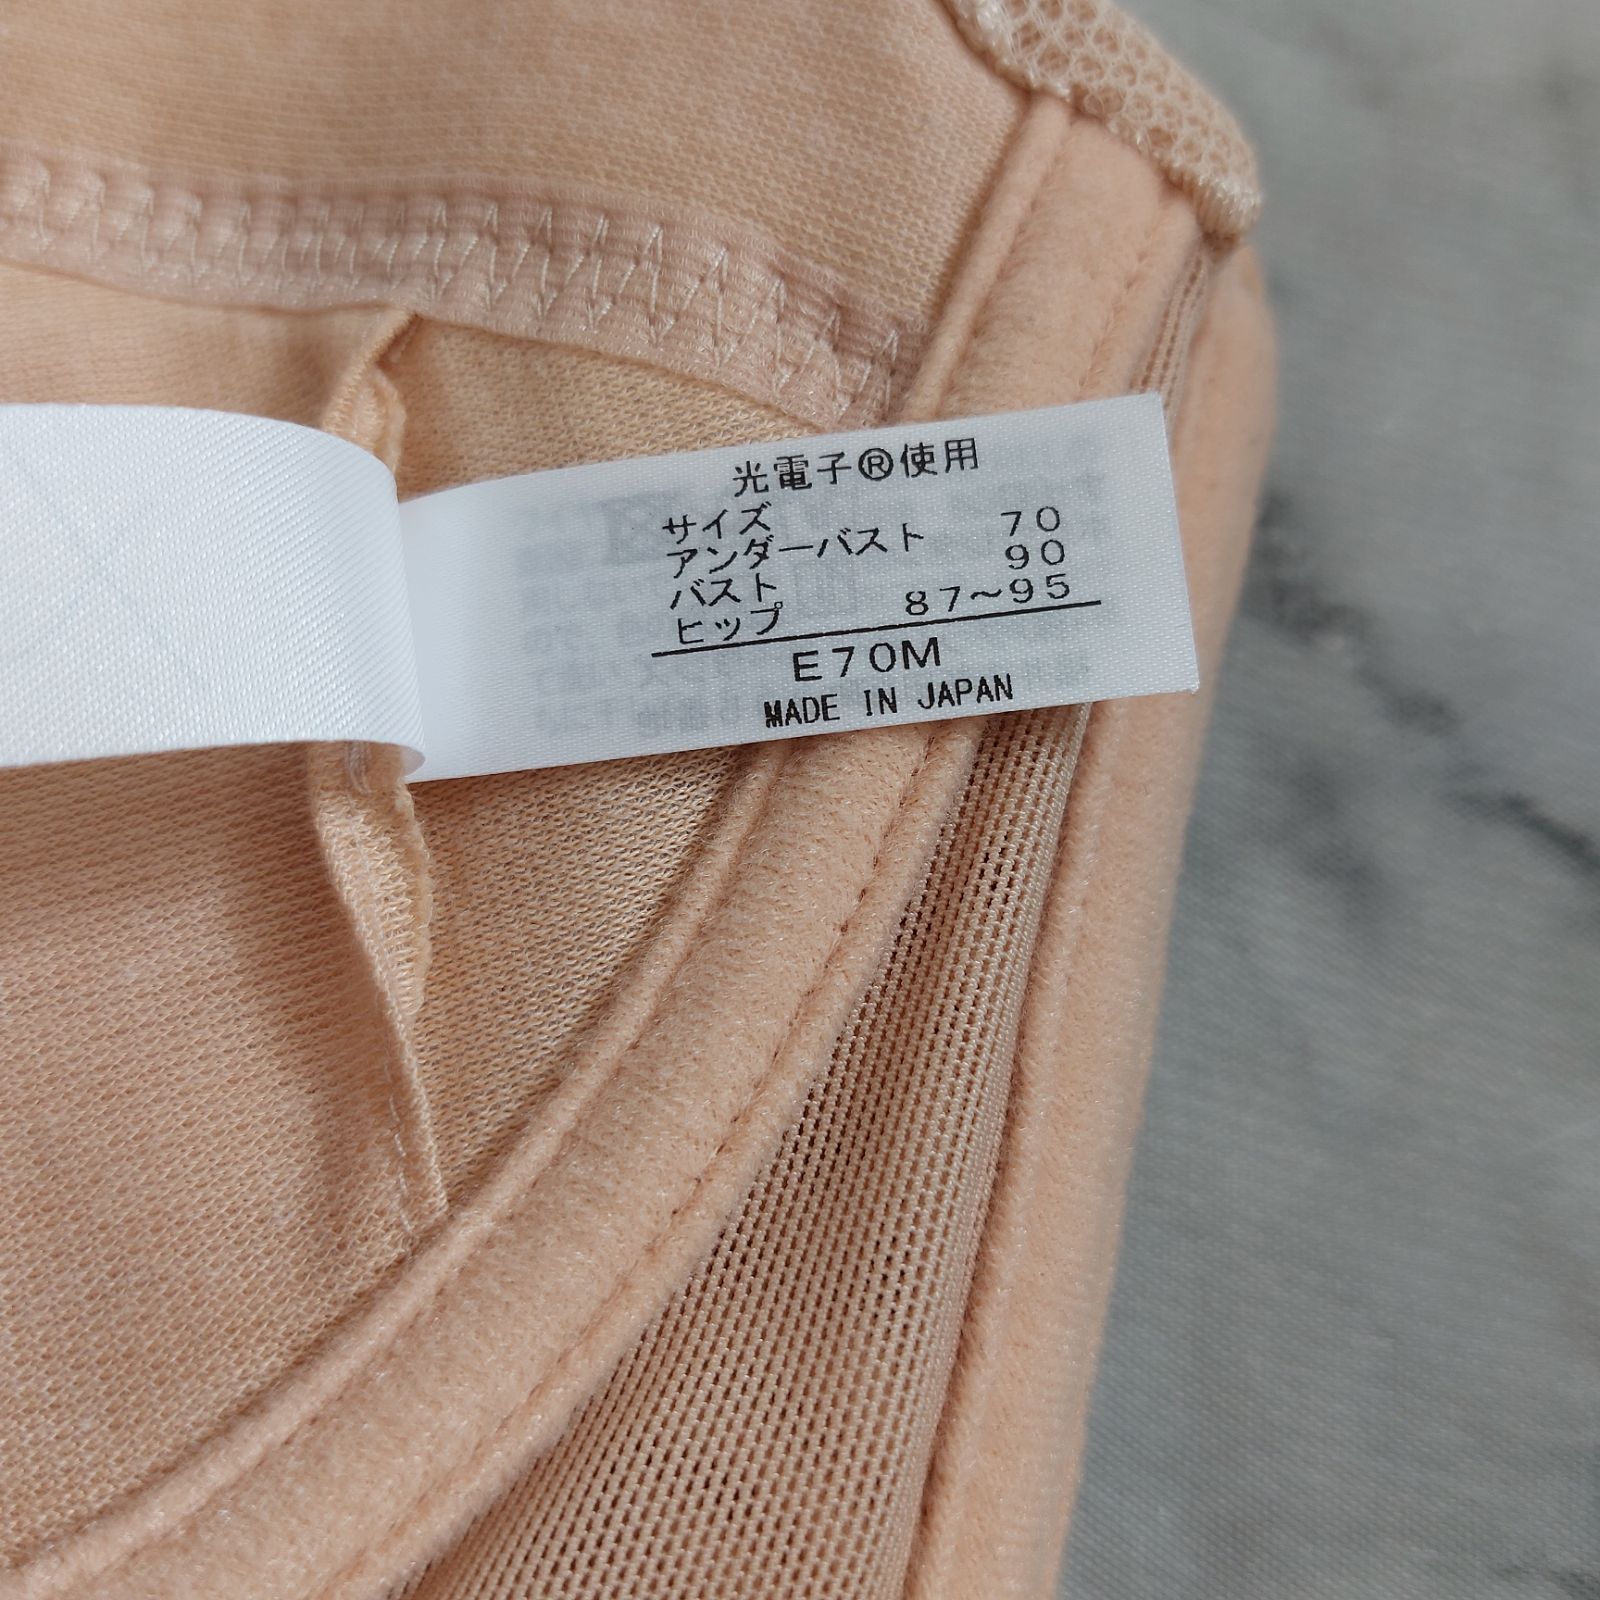 光電子®使用
サイズ
アンダーバスト 70
バスト 90
ヒップ 87~95
E70M
MADE IN JAPAN